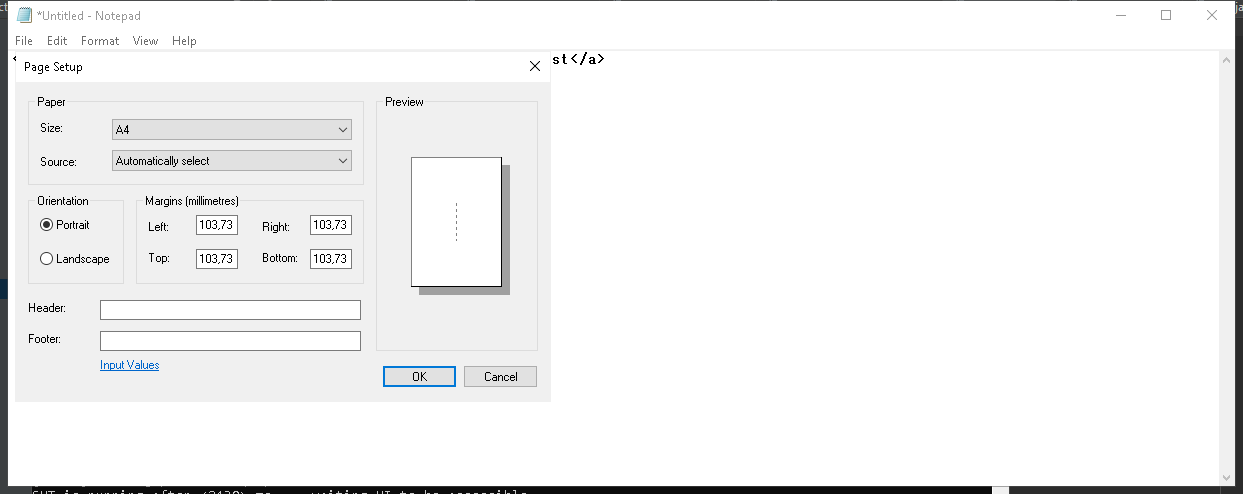 *Untitled - Notepad
File Edit Format View Help
st</a>
Page Setup
Paper
Size: A4
Source: Automatically select
Preview
Orientation
Portrait
Landscape
Margins (millimetres)
Left: 103,73 Right: 103,73
Top: 103,73 Bottom: 103,73
Header:
Footer:
Input Values
OK Cancel